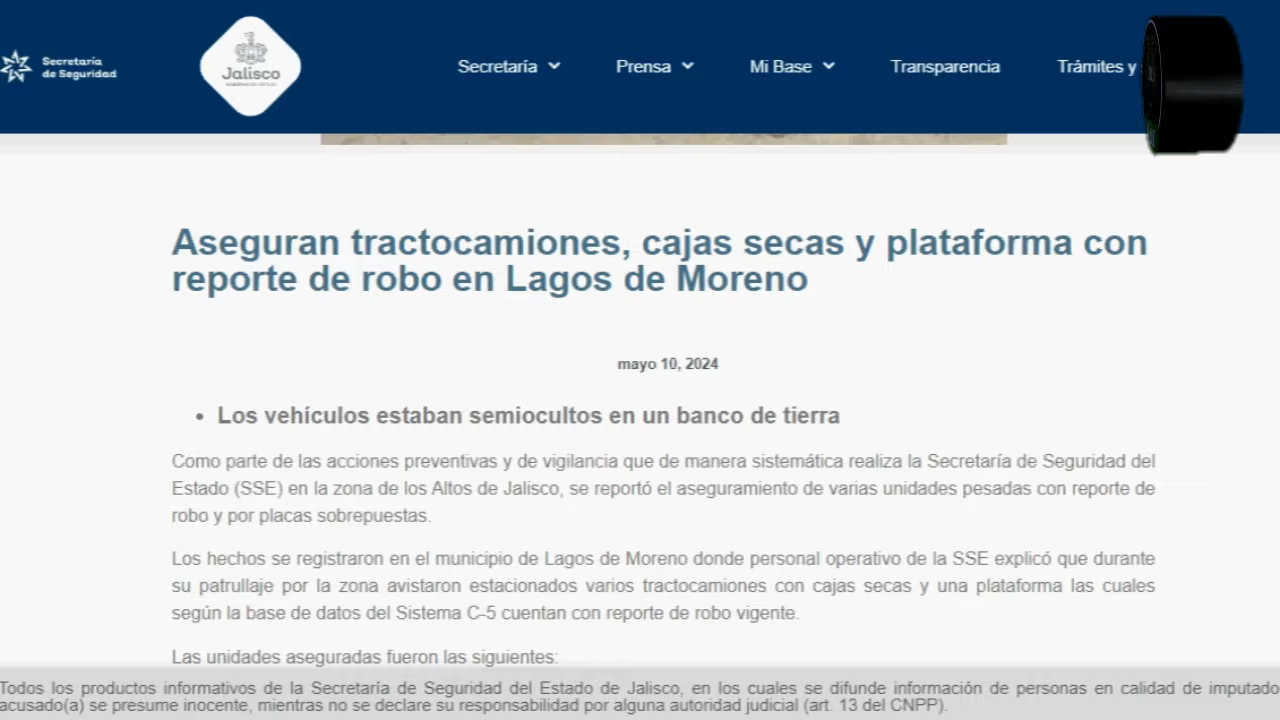 Secretaría
de Seguridad
Jalisco
Secretaría
Prensa
Mi Base
Transparencia
Trámites y
Aseguran tractocamiones, cajas secas y plataforma con
reporte de robo en Lagos de Moreno
mayo 10, 2024
• Los vehículos estaban semiocultos en un banco de tierra
Como parte de las acciones preventivas y de vigilancia que de manera sistemática realiza la Secretaría de Seguridad del
Estado (SSE) en la zona de los Altos de Jalisco, se reportó el aseguramiento de varias unidades pesadas con reporte de
robo y por placas sobrepuestas.
Los hechos se registraron en el municipio de Lagos de Moreno donde personal operativo de la SSE explicó que durante
su patrullaje por la zona avistaron estacionados varios tractocamiones con cajas secas y una plataforma las cuales
según la base de datos del Sistema C-5 cuentan con reporte de robo vigente.
Las unidades aseguradas fueron las siguientes:
Todos los productos informativos de la Secretaría de Seguridad del Estado de Jalisco, en los cuales se difunde información de personas en calidad de imputado
acusado(a) se presume inocente, mientras no se declare su responsabilidad por alguna autoridad judicial (art. 13 del CNPP).